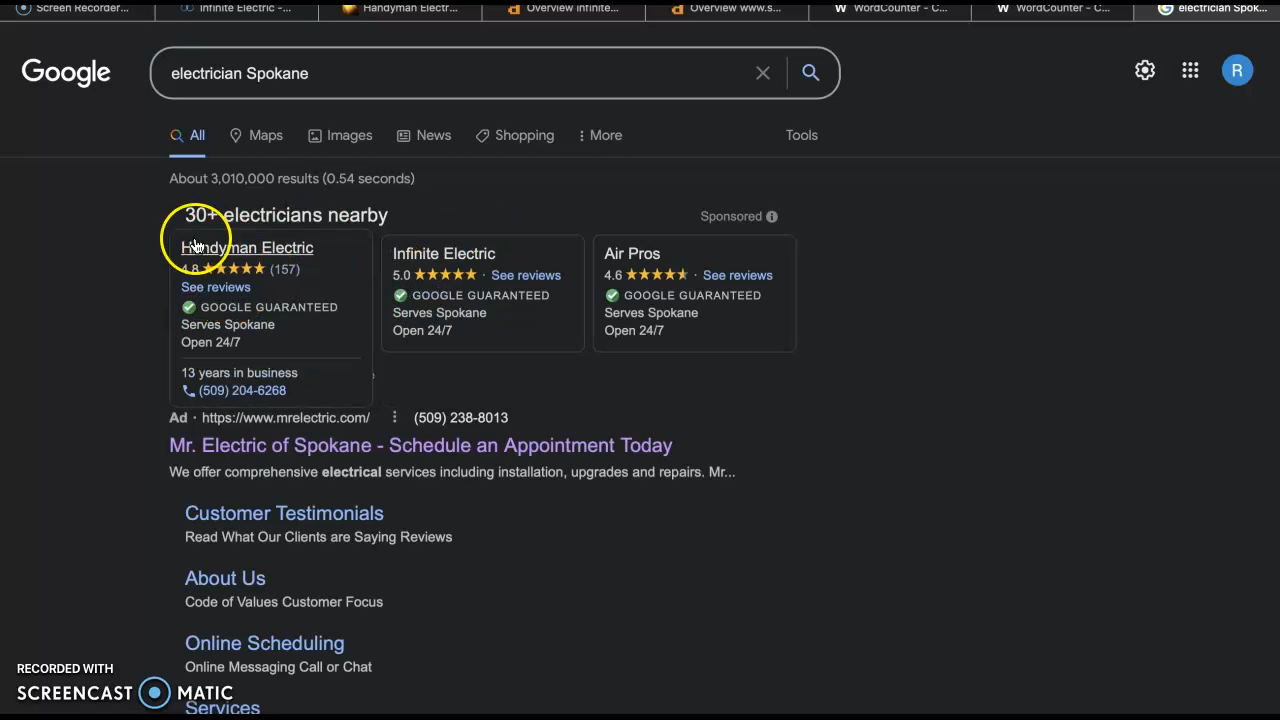 Screen Recorder...
Infinite Electric -...
Handyman Electr...
Overview infinite...
Overview www.s...
WordCounter - C...
WordCounter - C...
electrician Spok...
Google
electrician Spokane
R
All
Maps
Images
News
Shopping
More
Tools
About 3,010,000 results (0.54 seconds)
30+ electricians nearby
Sponsored
Handyman Electric
4.8 (157)
See reviews
GOOGLE GUARANTEED
Serves Spokane
Open 24/7
13 years in business
(509) 204-6268
Infinite Electric
5.0 · See reviews
GOOGLE GUARANTEED
Serves Spokane
Open 24/7
Air Pros
4.6 · See reviews
GOOGLE GUARANTEED
Serves Spokane
Open 24/7
Ad · https://www.mrelectric.com/ (509) 238-8013
Mr. Electric of Spokane - Schedule an Appointment Today
We offer comprehensive electrical services including installation, upgrades and repairs. Mr...
Customer Testimonials
Read What Our Clients are Saying Reviews
About Us
Code of Values Customer Focus
Online Scheduling
Online Messaging Call or Chat
Services
RECORDED WITH
SCREENCAST MATIC